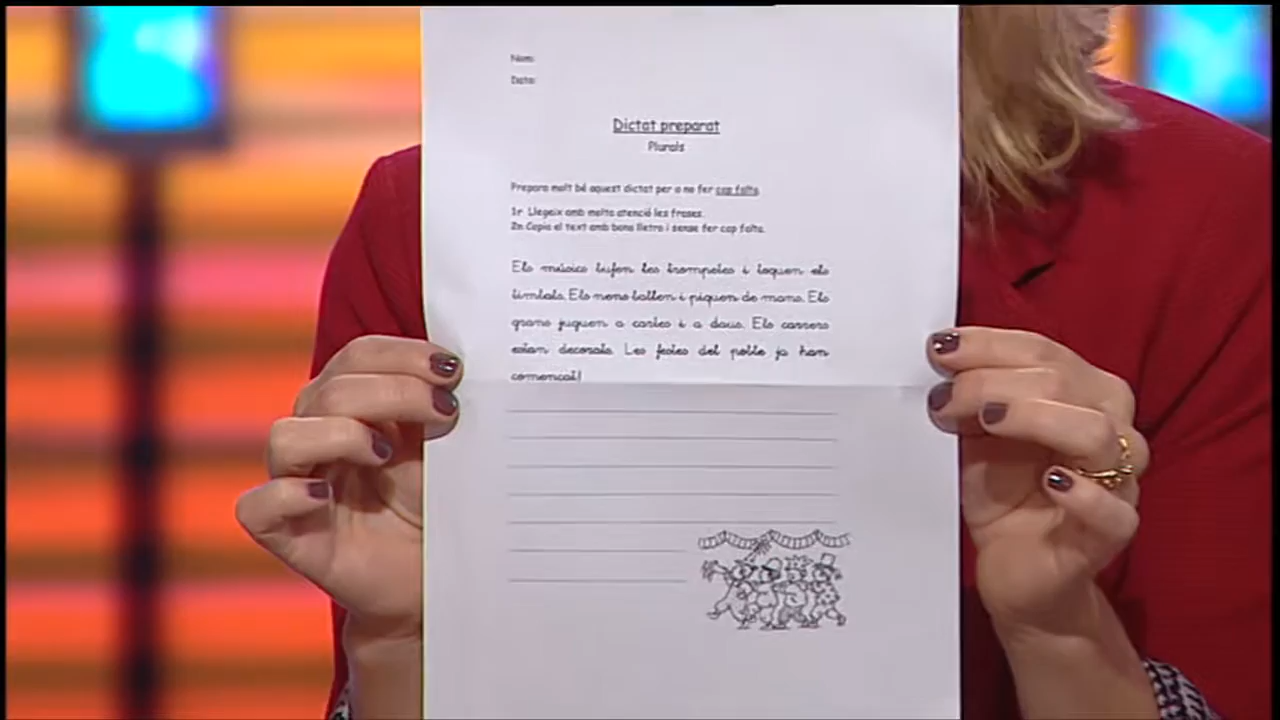 Nom:
Data:
Dictat preparat
Plurals
Prepara molt bé aquest dictat per a no fer cap falta.
1r Llegeix amb molta atenció les frases.
2n Copia el text amb bona lletra i sense fer cap falta.
Els músics bufen les trompetes i toquen els
timbals. Els nens ballen i piquen de mans. Els
grans juguen a cartes i a daus. Els carrers
estan decorats. Les festes del poble ja han
començat!